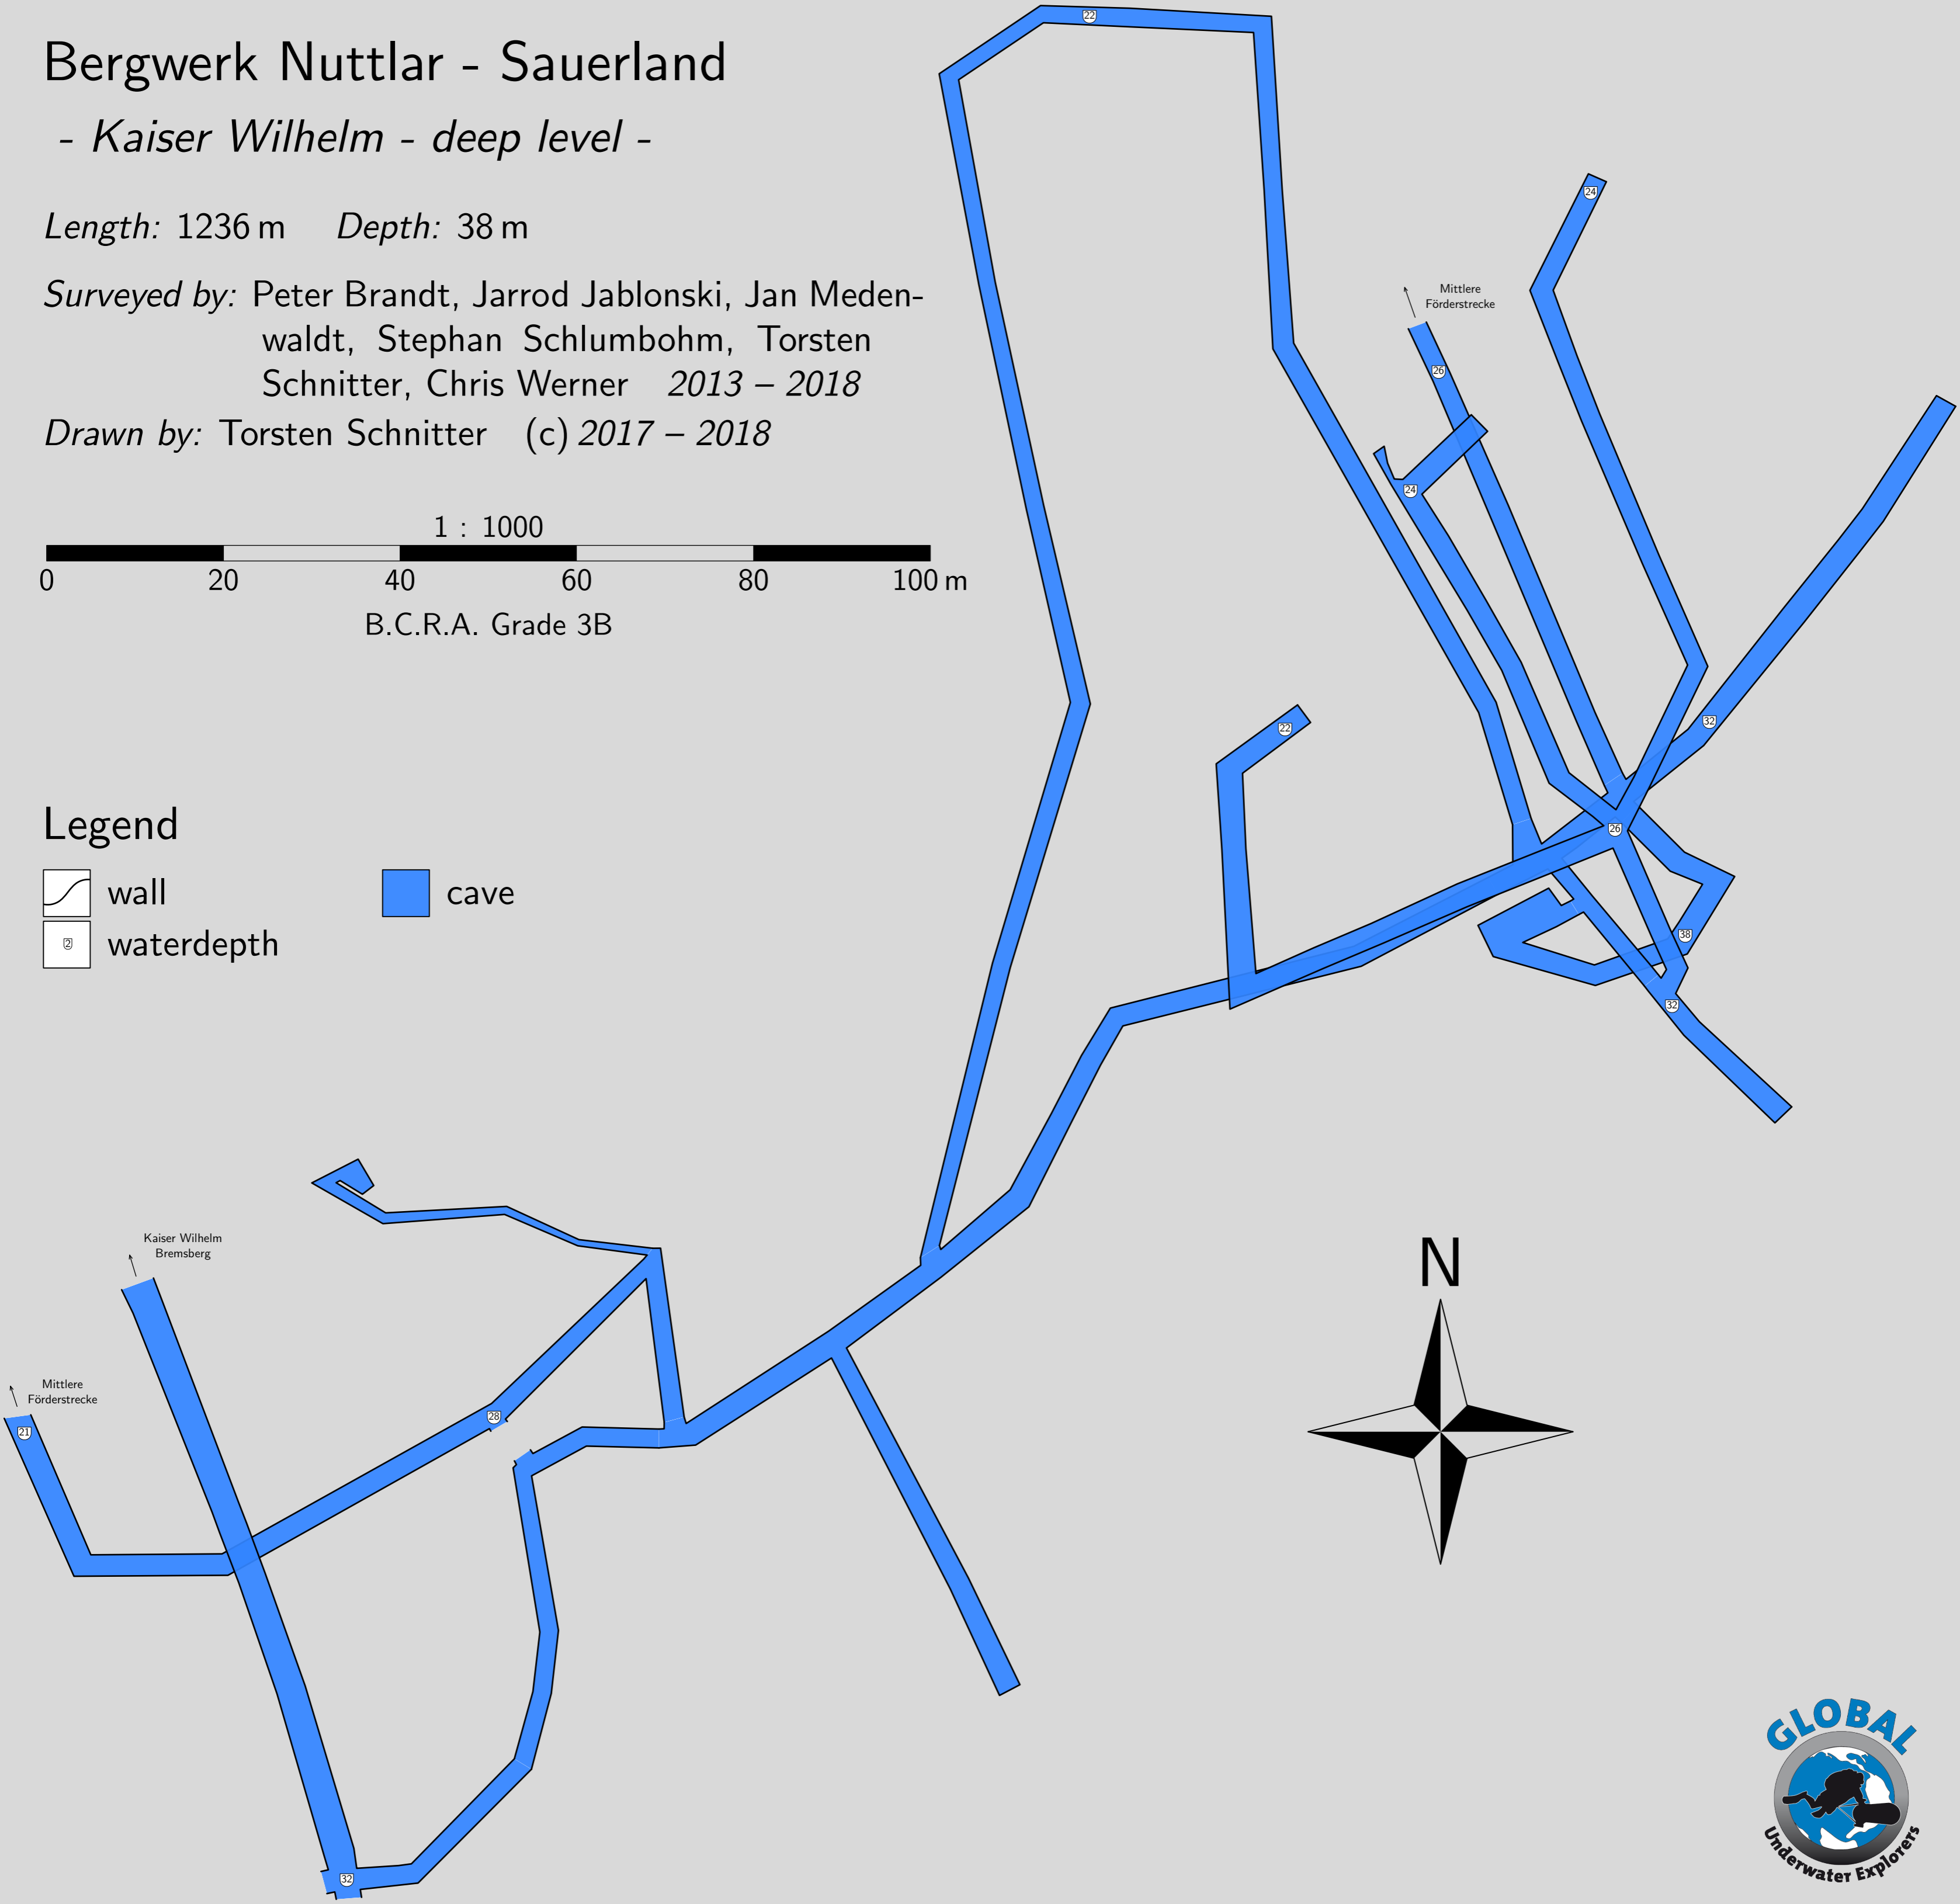 Bergwerk Nuttlar - Sauerland
- Kaiser Wilhelm - deep level -
Length: 1236 m Depth: 38 m
Surveyed by: Peter Brandt, Jarrod Jablonski, Jan Meden-
waldt, Stephan Schlumbohm, Torsten
Schnitter, Chris Werner 2013 – 2018
Drawn by: Torsten Schnitter (c) 2017 – 2018
1 : 1000
0 20 40 60 80 100 m
B.C.R.A. Grade 3B
Legend
wall
cave
2
waterdepth
22
24
Mittlere
Förderstrecke
26
24
22
32
26
38
32
Kaiser Wilhelm
Bremsberg
Mittlere
Förderstrecke
21
28
32
N
GLOBAL
Underwater Explorers